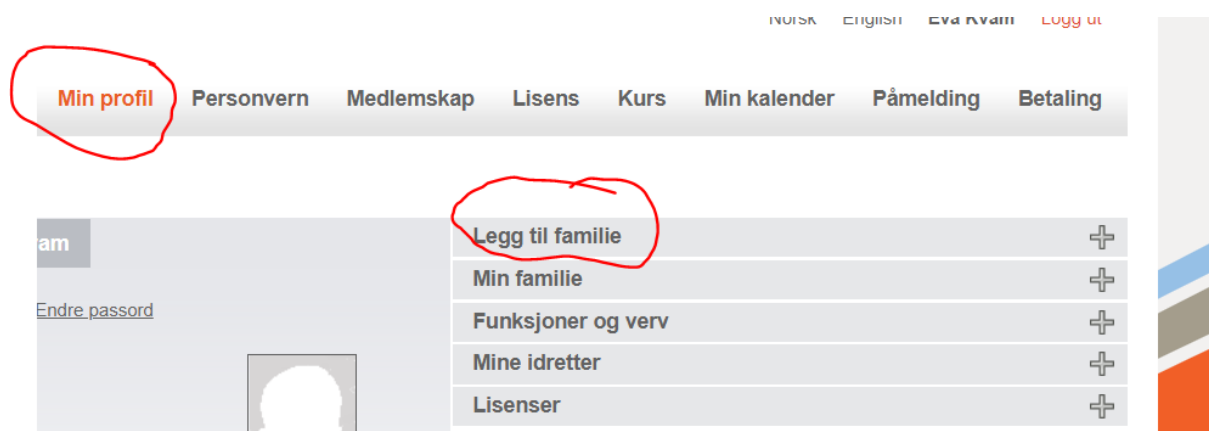 Norsk English Eva Kvam Logg ut
Min profil Personvern Medlemskap Lisens Kurs Min kalender Påmelding Betaling
am
Legg til familie
Min familie
Endre passord
Funksjoner og verv
Mine idretter
Lisenser